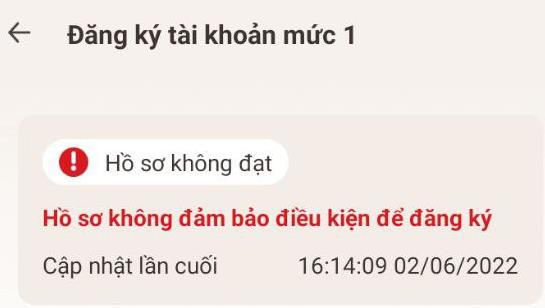 Đăng ký tài khoản mức 1
Hồ sơ không đạt
Hồ sơ không đảm bảo điều kiện để đăng ký
Cập nhật lần cuối 16:14:09 02/06/2022